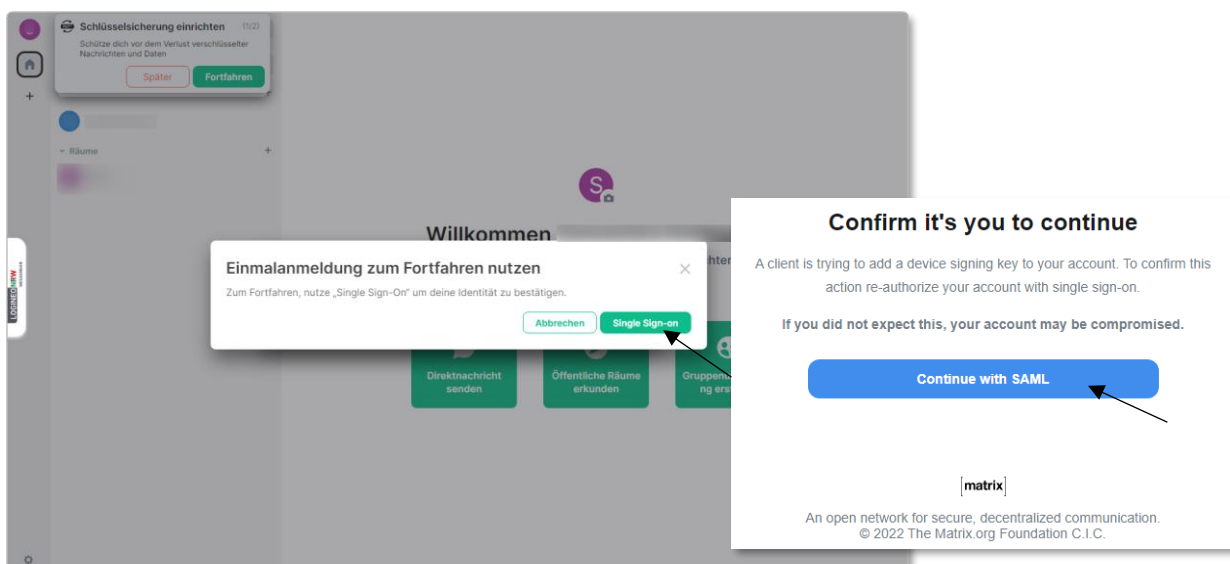 Schlüsselsicherung einrichten (1/2)
Schütze dich vor dem Verlust verschlüsselter
Nachrichten und Daten
Später
Fortfahren
+
Räume +
S
Willkommen
Einmalanmeldung zum Fortfahren nutzen
Zum Fortfahren, nutze „Single Sign-On“ um deine Identität zu bestätigen.
Abbrechen
Single Sign-on
Direktnachricht
senden
Öffentliche Räume
erkunden
LOGINEO NRW
MESSENGER
Confirm it's you to continue
A client is trying to add a device signing key to your account. To confirm this
action re-authorize your account with single sign-on.
If you did not expect this, your account may be compromised.
Continue with SAML
[matrix]
An open network for secure, decentralized communication.
© 2022 The Matrix.org Foundation C.I.C.